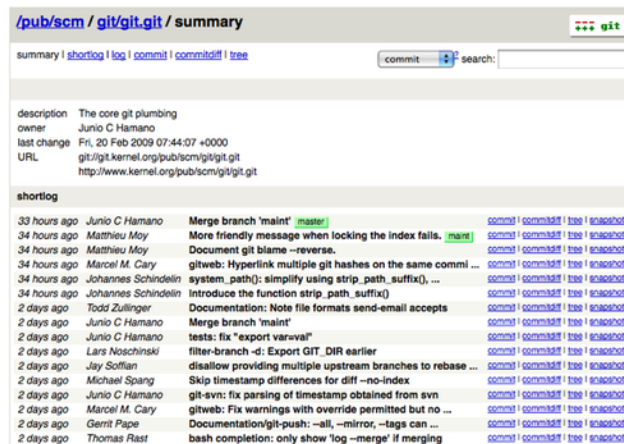 /pub/scm / git/git.git / summary
git
summary | shortlog | log | commit | commitdiff | tree
commit ? search:
description The core git plumbing
owner Junio C Hamano
last change Fri, 20 Feb 2009 07:44:07 +0000
URL git://git.kernel.org/pub/scm/git/git.git
http://www.kernel.org/pub/scm/git/git.git
shortlog
33 hours ago Junio C Hamano Merge branch 'maint' master commit | commitdiff | tree | snapshot
34 hours ago Matthieu Moy More friendly message when locking the index fails. maint commit | commitdiff | tree | snapshot
34 hours ago Matthieu Moy Document git blame --reverse. commit | commitdiff | tree | snapshot
34 hours ago Marcel M. Cary gitweb: Hyperlink multiple git hashes on the same commi ... commit | commitdiff | tree | snapshot
34 hours ago Johannes Schindelin system_path(): simplify using strip_path_suffix(), ... commit | commitdiff | tree | snapshot
34 hours ago Johannes Schindelin Introduce the function strip_path_suffix() commit | commitdiff | tree | snapshot
2 days ago Todd Zullinger Documentation: Note file formats send-email accepts commit | commitdiff | tree | snapshot
2 days ago Junio C Hamano Merge branch 'maint' commit | commitdiff | tree | snapshot
2 days ago Junio C Hamano tests: fix "export var=val" commit | commitdiff | tree | snapshot
2 days ago Lars Noschinski filter-branch -d: Export GIT_DIR earlier commit | commitdiff | tree | snapshot
2 days ago Jay Soffian disallow providing multiple upstream branches to rebase ... commit | commitdiff | tree | snapshot
2 days ago Michael Spang Skip timestamp differences for diff --no-index commit | commitdiff | tree | snapshot
2 days ago Junio C Hamano git-svn: fix parsing of timestamp obtained from svn commit | commitdiff | tree | snapshot
2 days ago Marcel M. Cary gitweb: Fix warnings with override permitted but no ... commit | commitdiff | tree | snapshot
2 days ago Gerrit Pape Documentation/git-push: --all, --mirror, --tags can ... commit | commitdiff | tree | snapshot
2 days ago Thomas Rast bash completion: only show 'log --merge' if merging commit | commitdiff | tree | snapshot